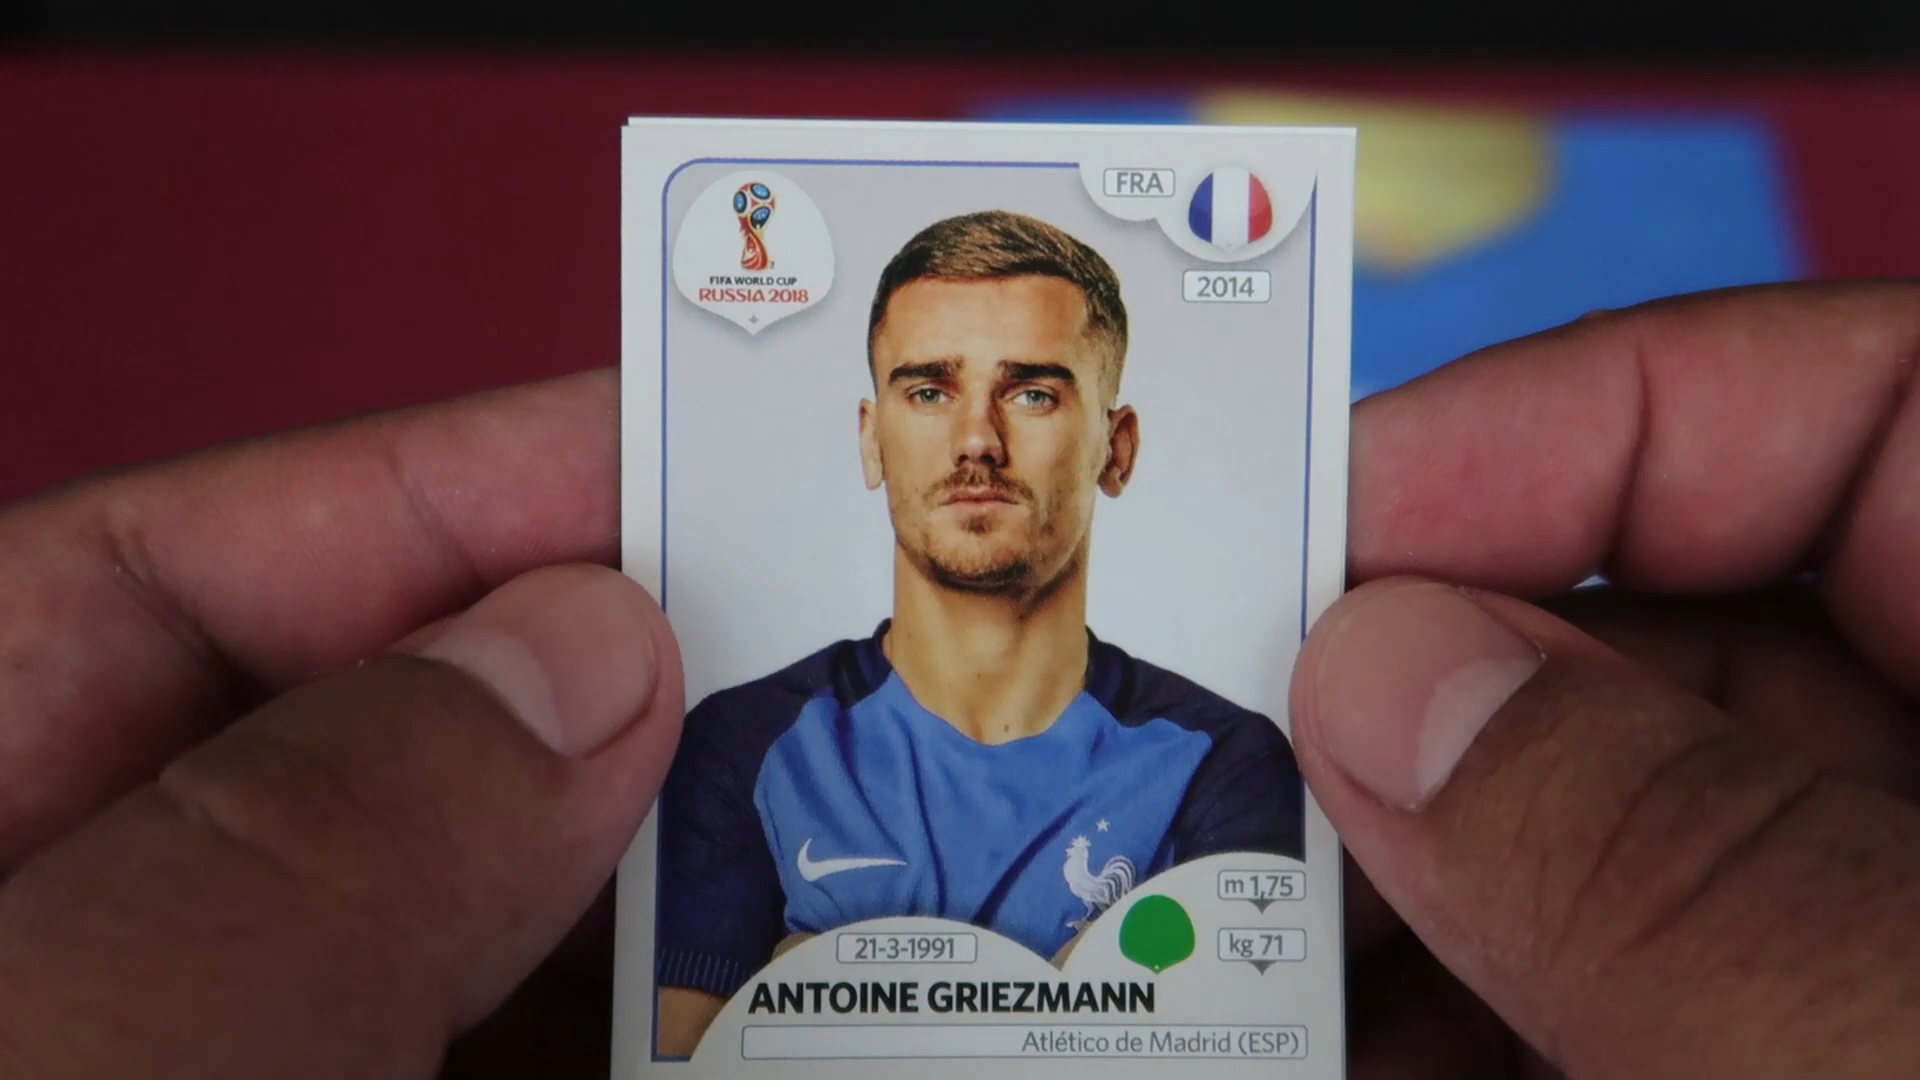 FRA
FIFA WORLD CUP
RUSSIA 2018
2014
m 1,75
kg 71
21-3-1991
ANTOINE GRIEZMANN
Atlético de Madrid (ESP)